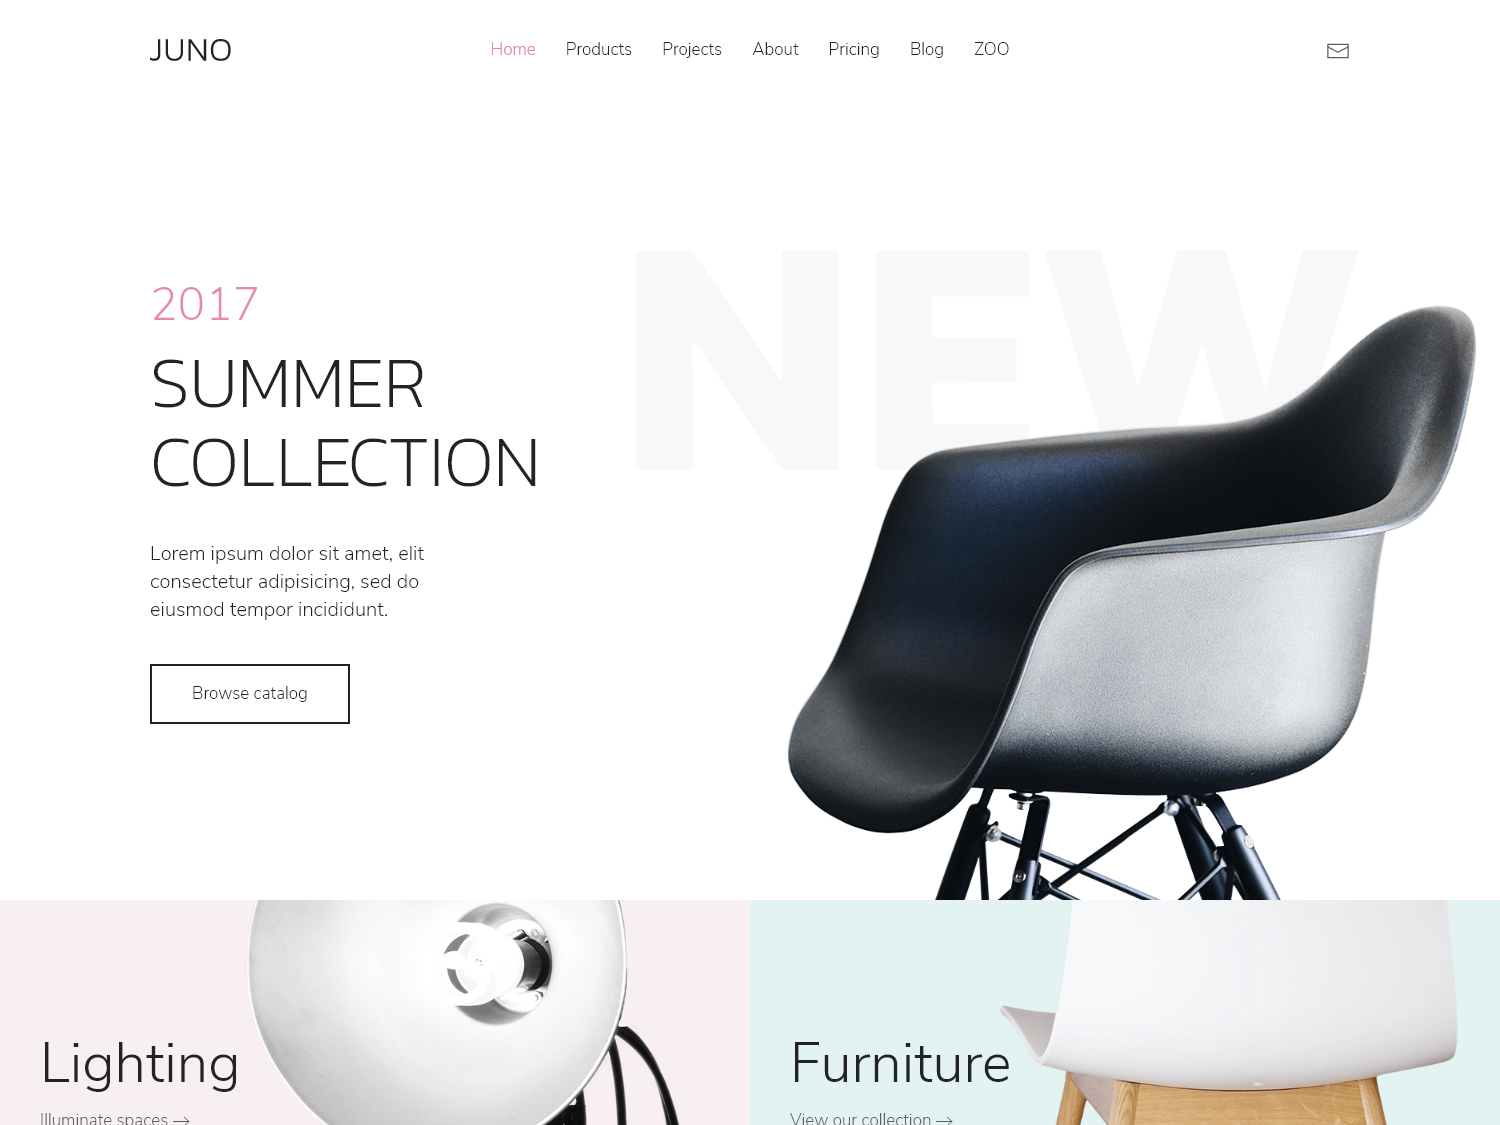 JUNO
Home Products Projects About Pricing Blog ZOO
NEW
2017
SUMMER
COLLECTION
Lorem ipsum dolor sit amet, elit
consectetur adipisicing, sed do
eiusmod tempor incididunt.
Browse catalog
Lighting
Illuminate spaces
Furniture
View our collection